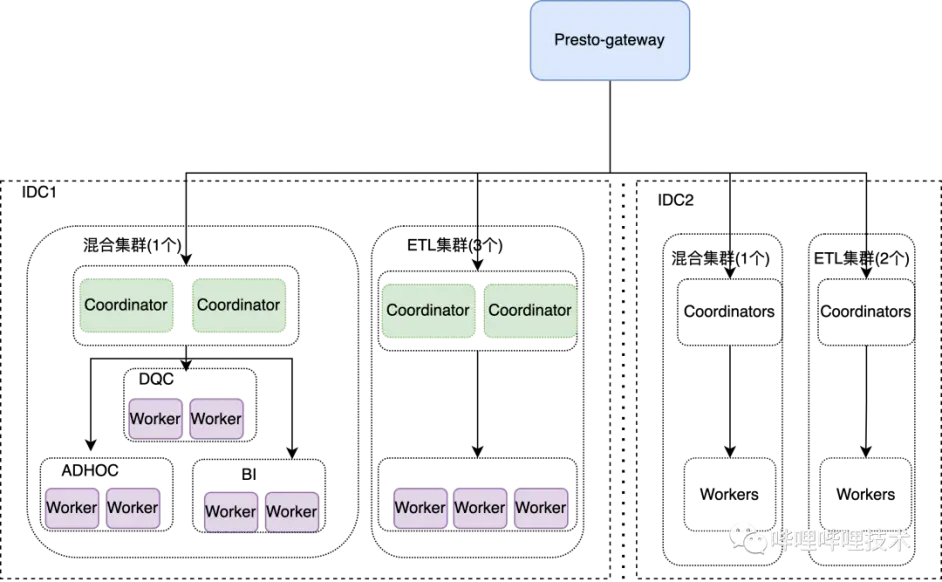 Presto-gateway
IDC1
混合集群(1个)
Coordinator
Coordinator
DQC
Worker
Worker
ADHOC
Worker
Worker
BI
Worker
Worker
ETL集群(3个)
Coordinator
Coordinator
Worker
Worker
Worker
IDC2
混合集群(1个)
Coordinators
Workers
ETL集群(2个)
Coordinators
Workers
哔哩哔哩技术